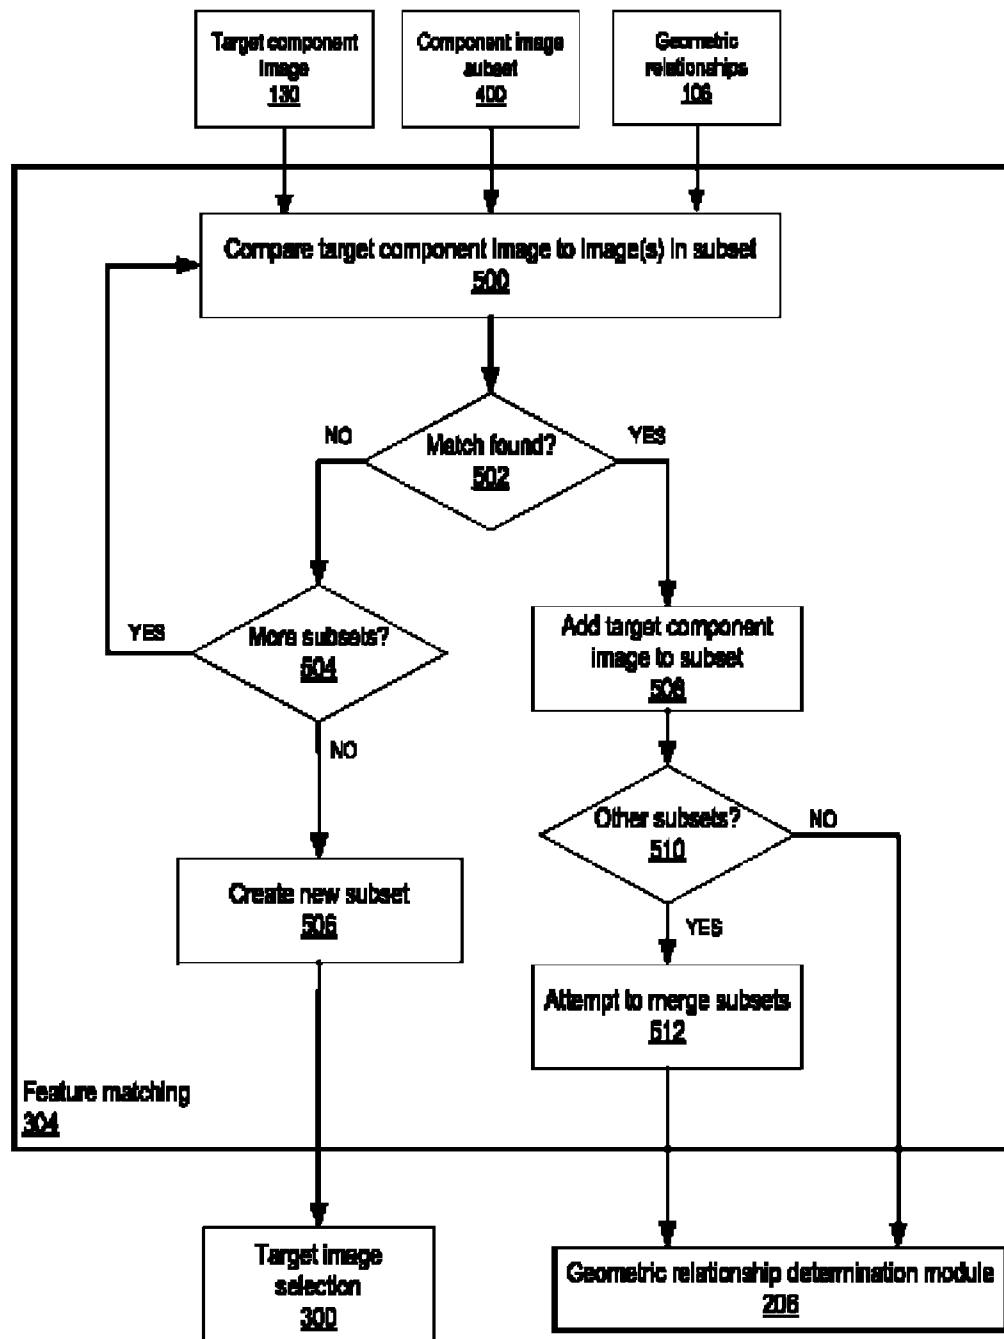 Target component
image
130
Component image
subset
400
Geometric
relationships
106
Compare target component image to image(s) in subset
500
NO
Match found?
502
YES
YES
More subsets?
504
Add target component
image to subset
508
NO
Other subsets?
510
NO
Create new subset
506
YES
Attempt to merge subsets
512
Feature matching
304
Target image
selection
300
Geometric relationship determination module
206